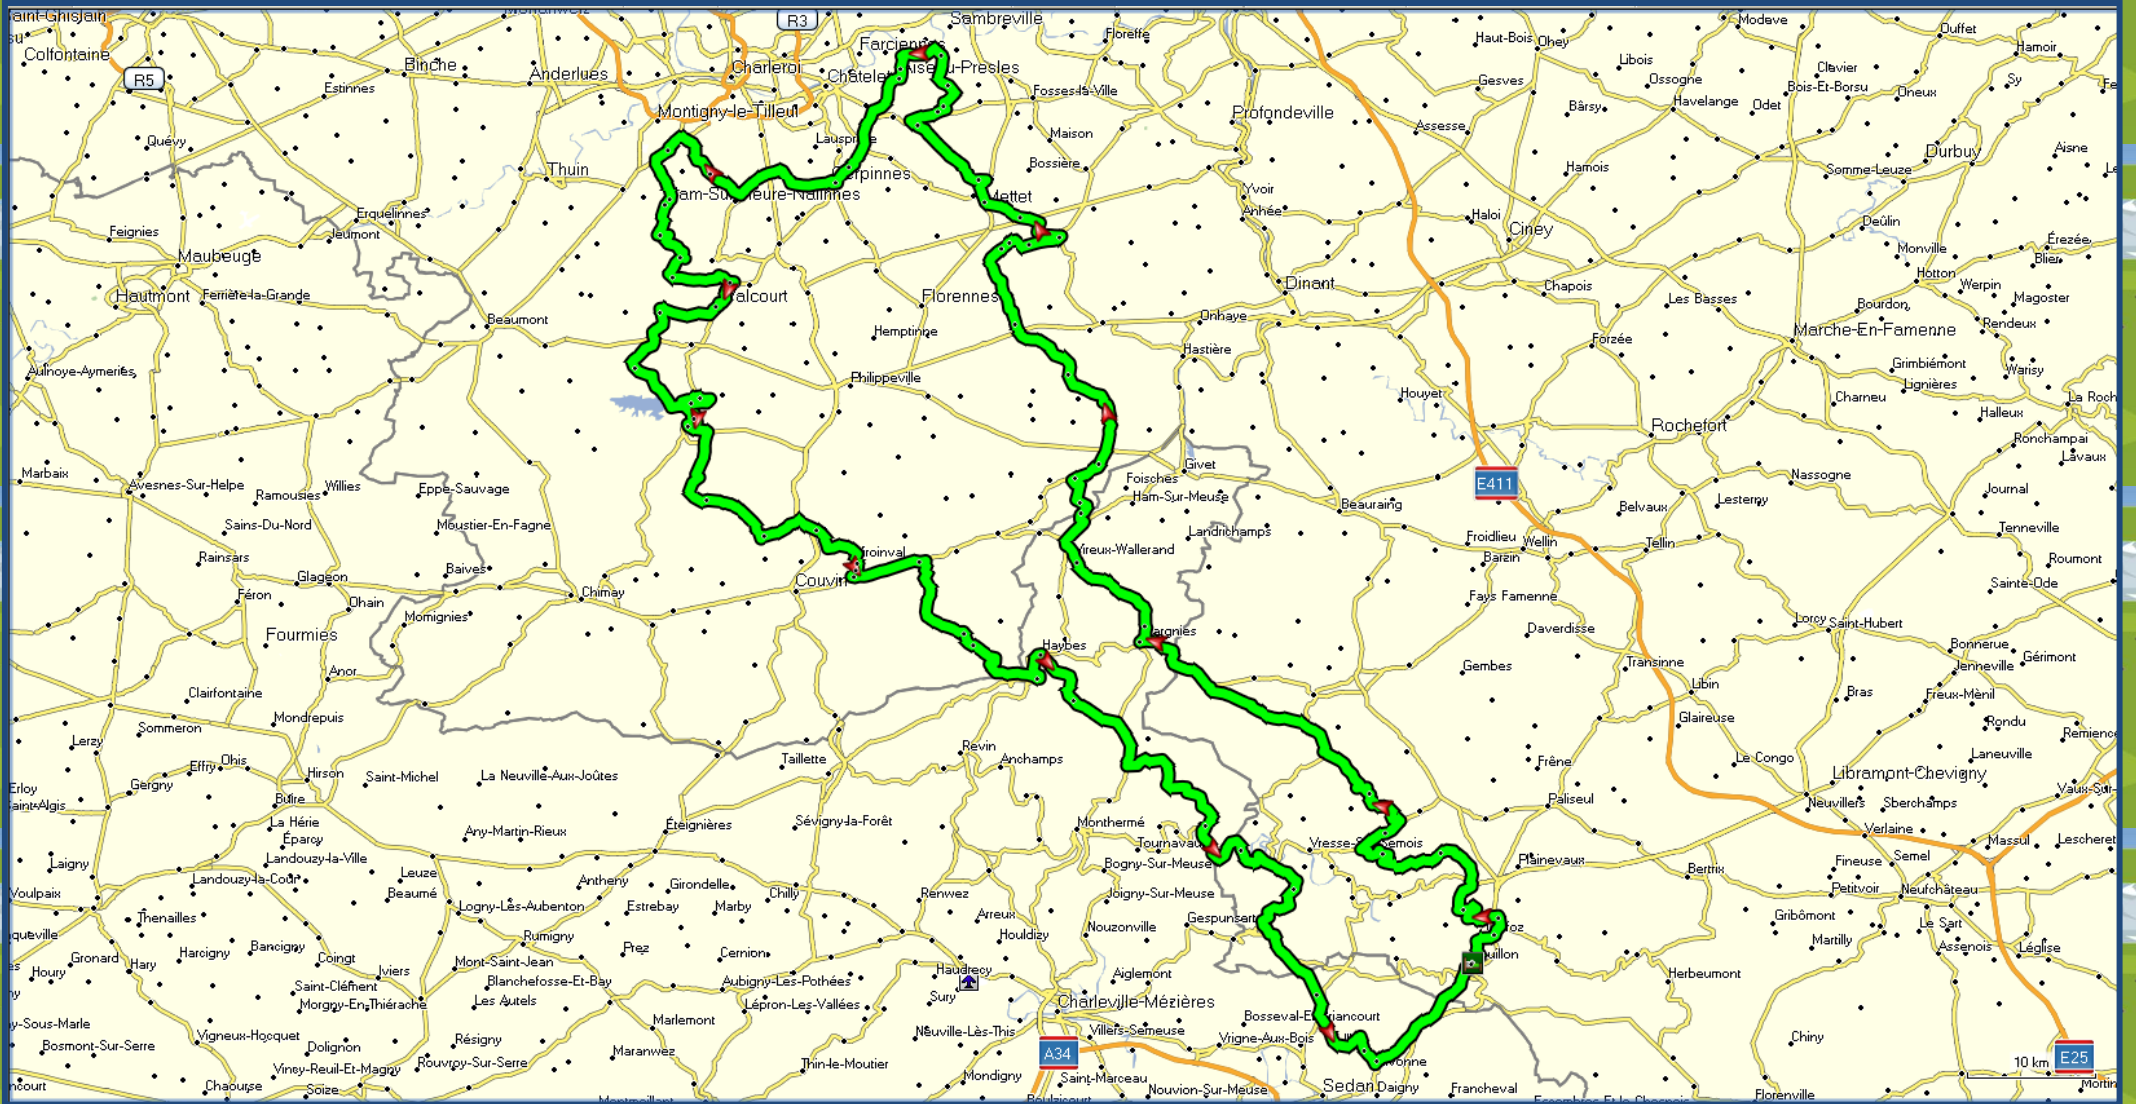 Saint-Ghislain
R3
Sambreville
Modave
Colfontaine
R5
Binche
Anderlues
Charleroi
Farciennes
Floreffe
Haut-Bois
Ohey
Ouffet
Hamoir
Libois
Clavier
Estinnes
Châtelet
Gesves
Ossogne
Bois-Et-Borsu
Sy
Oneux
Fosses-la-Ville
Bârsy
Havelange
Odet
Montigny-le-Tilleul
Profondeville
Assesse
Quévy
Maison
Durbuy
Aisne
Thuin
Bossière
Hamois
Somme-Leuze
Mettet
Yvoir
Anhée
Erquelinnes
Haloi
Ciney
Deûlin
Feignies
Jeumont
Monville
Érezée
Blier
Maubeuge
Hotton
Hautmont
Ferrière-la-Grande
Florennes
Dinant
Chapois
Les Basses
Werpin
Magoster
Bourdon
Beaumont
Hemptinne
Onhaye
Marche-En-Famenne
Rendeux
Hastière
Forzée
Grimbiémont
Warisy
Aulnoye-Aymeries
Philippeville
Lignières
Houyet
Charneu
Halleux
La Roch
Rochefort
Ronchampai
Lavaux
Marbaix
Avesnes-Sur-Helpe
Ramousies
Willies
Eppe-Sauvage
Givet
Foisches
Ham-Sur-Meuse
E411
Nassogne
Journal
Lesterny
Beauraing
Belvaux
Sains-Du-Nord
Moustier-En-Fagne
Landrichamps
Froidlieu
Wellin
Tellin
Tenneville
Rainsars
Vireux-Wallerand
Barzin
Roumont
Glageon
Baives
Couvin
Sainte-Ode
Féron
Ohain
Chimay
Fays Famenne
Momignies
Fourmies
Daverdisse
Lorcy
Saint-Hubert
Haybes
Bonnerue
Gérimont
Anor
Gembes
Transinne
Jenneville
Clairfontaine
Libin
Bras
Freux-Mènil
Mondrepuis
Glaireuse
Rondu
Sommeron
Lerzy
Revin
Anchamps
Taillette
Remience
Laneuville
Effry
Ohis
Hirson
Saint-Michel
La Neuville-Aux-Joûtes
Frêne
Le Congo
Libramont-Chevigny
Gergny
Buire
Paliseul
Neuvillers
Sberchamps
Vaux-Sur-
La Hérie
Éparcy
Any-Martin-Rieux
Éteignières
Sévigny-la-Forêt
Monthermé
Verlaine
Massul
Lescheret
Landouzy-la-Ville
Bogny-Sur-Meuse
Plainevaux
Laigny
Landouzy-la-Cour
Leuze
Bertrix
Fineuse
Semel
Voulpaix
Beaumé
Antheny
Girondelle
Chilly
Renwez
Joigny-Sur-Meuse
Petitvoir
Neufchâteau
Thenailles
Logny-Lès-Aubenton
Estrebay
Marby
Arreux
Gespunsart
Gribômont
Le Sart
Houldizy
Nouzonville
Rumigny
Prez
Cernion
Martilly
Assenois
Léglise
Harcigny
Bancigny
Coingt
Gronard
Hary
Iviers
Mont-Saint-Jean
Houry
Saint-Clément
Blanchefosse-Et-Bay
Aubigny-Les-Pothées
Haudrecy
Aiglemont
Herbeumont
Morgny-En-Thiérache
Les Autels
Lépron-Les-Vallées
Sury
Charleville-Mézières
Marlemont
Neuville-Lès-This
Villers-Semeuse
Vigneux-Hocquet
Résigny
Vrigne-Aux-Bois
Chiny
Bosmont-Sur-Serre
Dolignon
Maranwez
Thin-le-Moutier
A34
10 km
E25
Vincy-Reuil-Et-Magny
Rouvroy-Sur-Serre
Mondigny
Saint-Marceau
Chaourse
Soize
Nouvion-Sur-Meuse
Sedan
Daigny
Francheval
Florenville